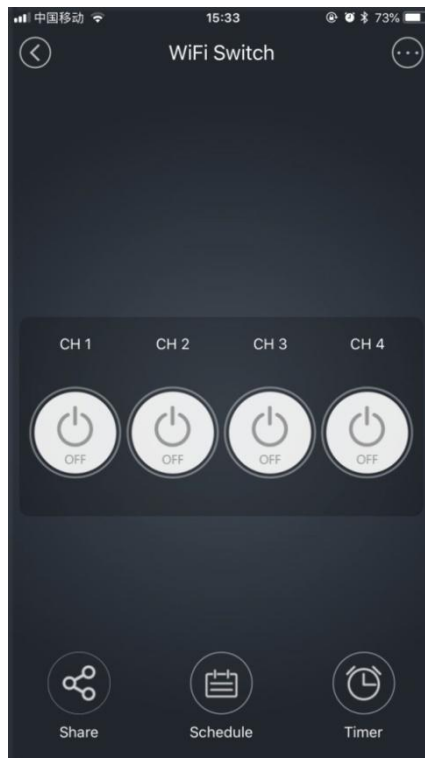 中国移动 15:33 73%
WiFi Switch
CH 1 CH 2 CH 3 CH 4
OFF OFF OFF OFF
Share Schedule Timer